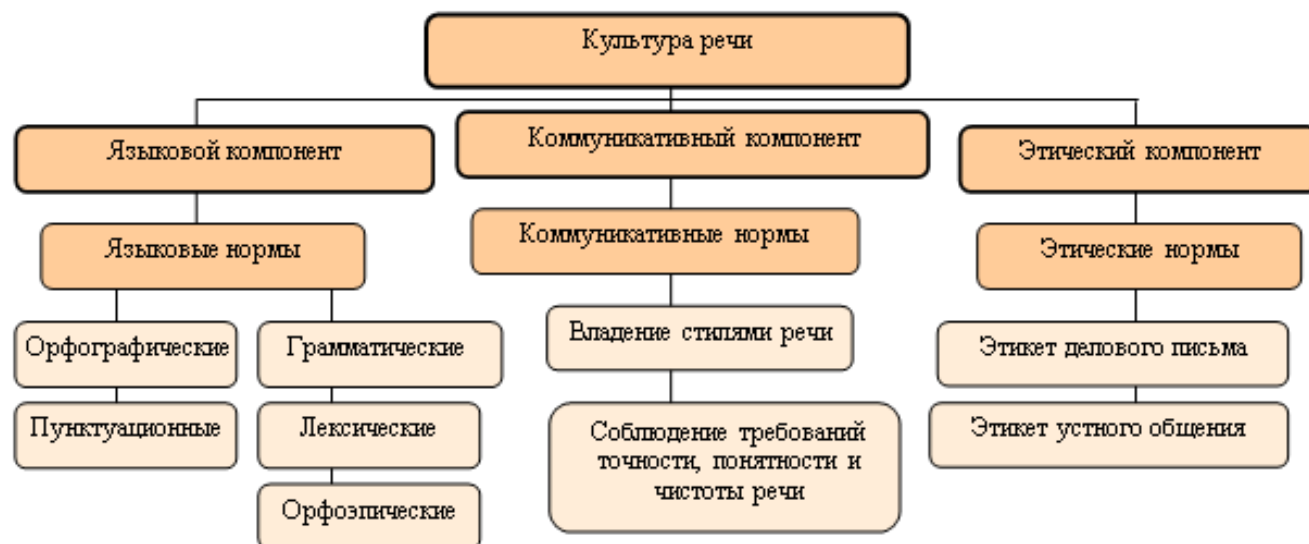 Культура речи
Языковой компонент
Коммуникативный компонент
Этический компонент
Языковые нормы
Коммуникативные нормы
Этические нормы
Орфографические
Грамматические
Владение стилями речи
Этикет делового письма
Пунктуационные
Лексические
Соблюдение требований
точности, понятности и
чистоты речи
Этикет устного общения
Орфоэпические